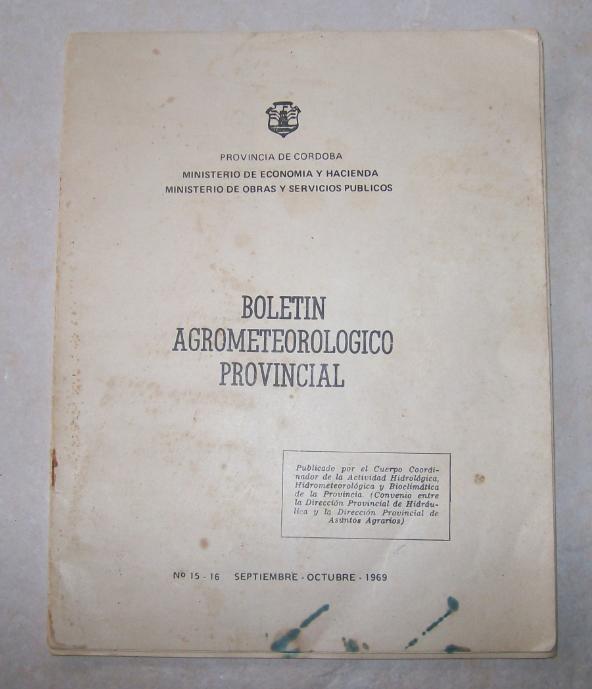 PROVINCIA DE CORDOBA
MINISTERIO DE ECONOMIA Y HACIENDA
MINISTERIO DE OBRAS Y SERVICIOS PUBLICOS
BOLETIN
AGROMETEOROLOGICO
PROVINCIAL
Publicado por el Cuerpo Coordi-
nador de la Actividad Hidrológica,
Hidrometeorológica y Bioclimática
de la Provincia. (Convenio entre
la Dirección Provincial de Hidráu-
lica y la Dirección Provincial de
Asuntos Agrarios)
Nº 15 - 16 SEPTIEMBRE - OCTUBRE - 1969